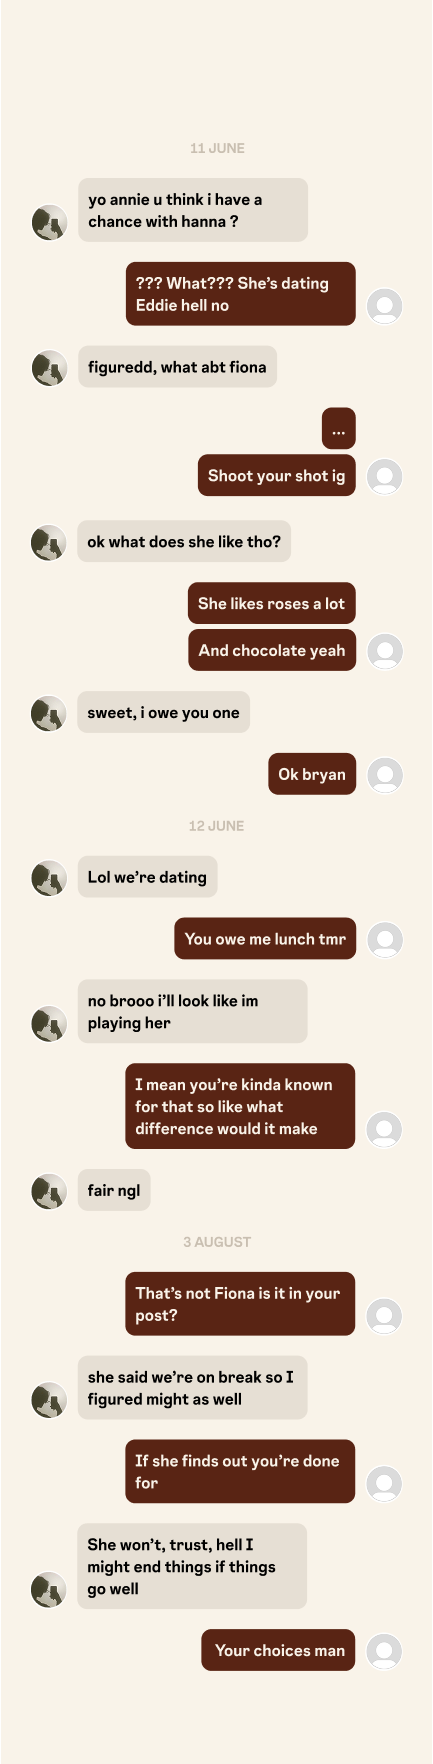 11 JUNE
yo annie u think i have a
chance with hanna ?
??? What??? She's dating
Eddie hell no
figuredd, what abt fiona
...
Shoot your shot ig
ok what does she like tho?
She likes roses a lot
And chocolate yeah
sweet, i owe you one
Ok bryan
12 JUNE
Lol we're dating
You owe me lunch tmr
no brooo i'll look like im
playing her
I mean you're kinda known
for that so like what
difference would it make
fair ngl
3 AUGUST
That's not Fiona is it in your
post?
she said we're on break so I
figured might as well
If she finds out you're done
for
She won't, trust, hell I
might end things if things
go well
Your choices man